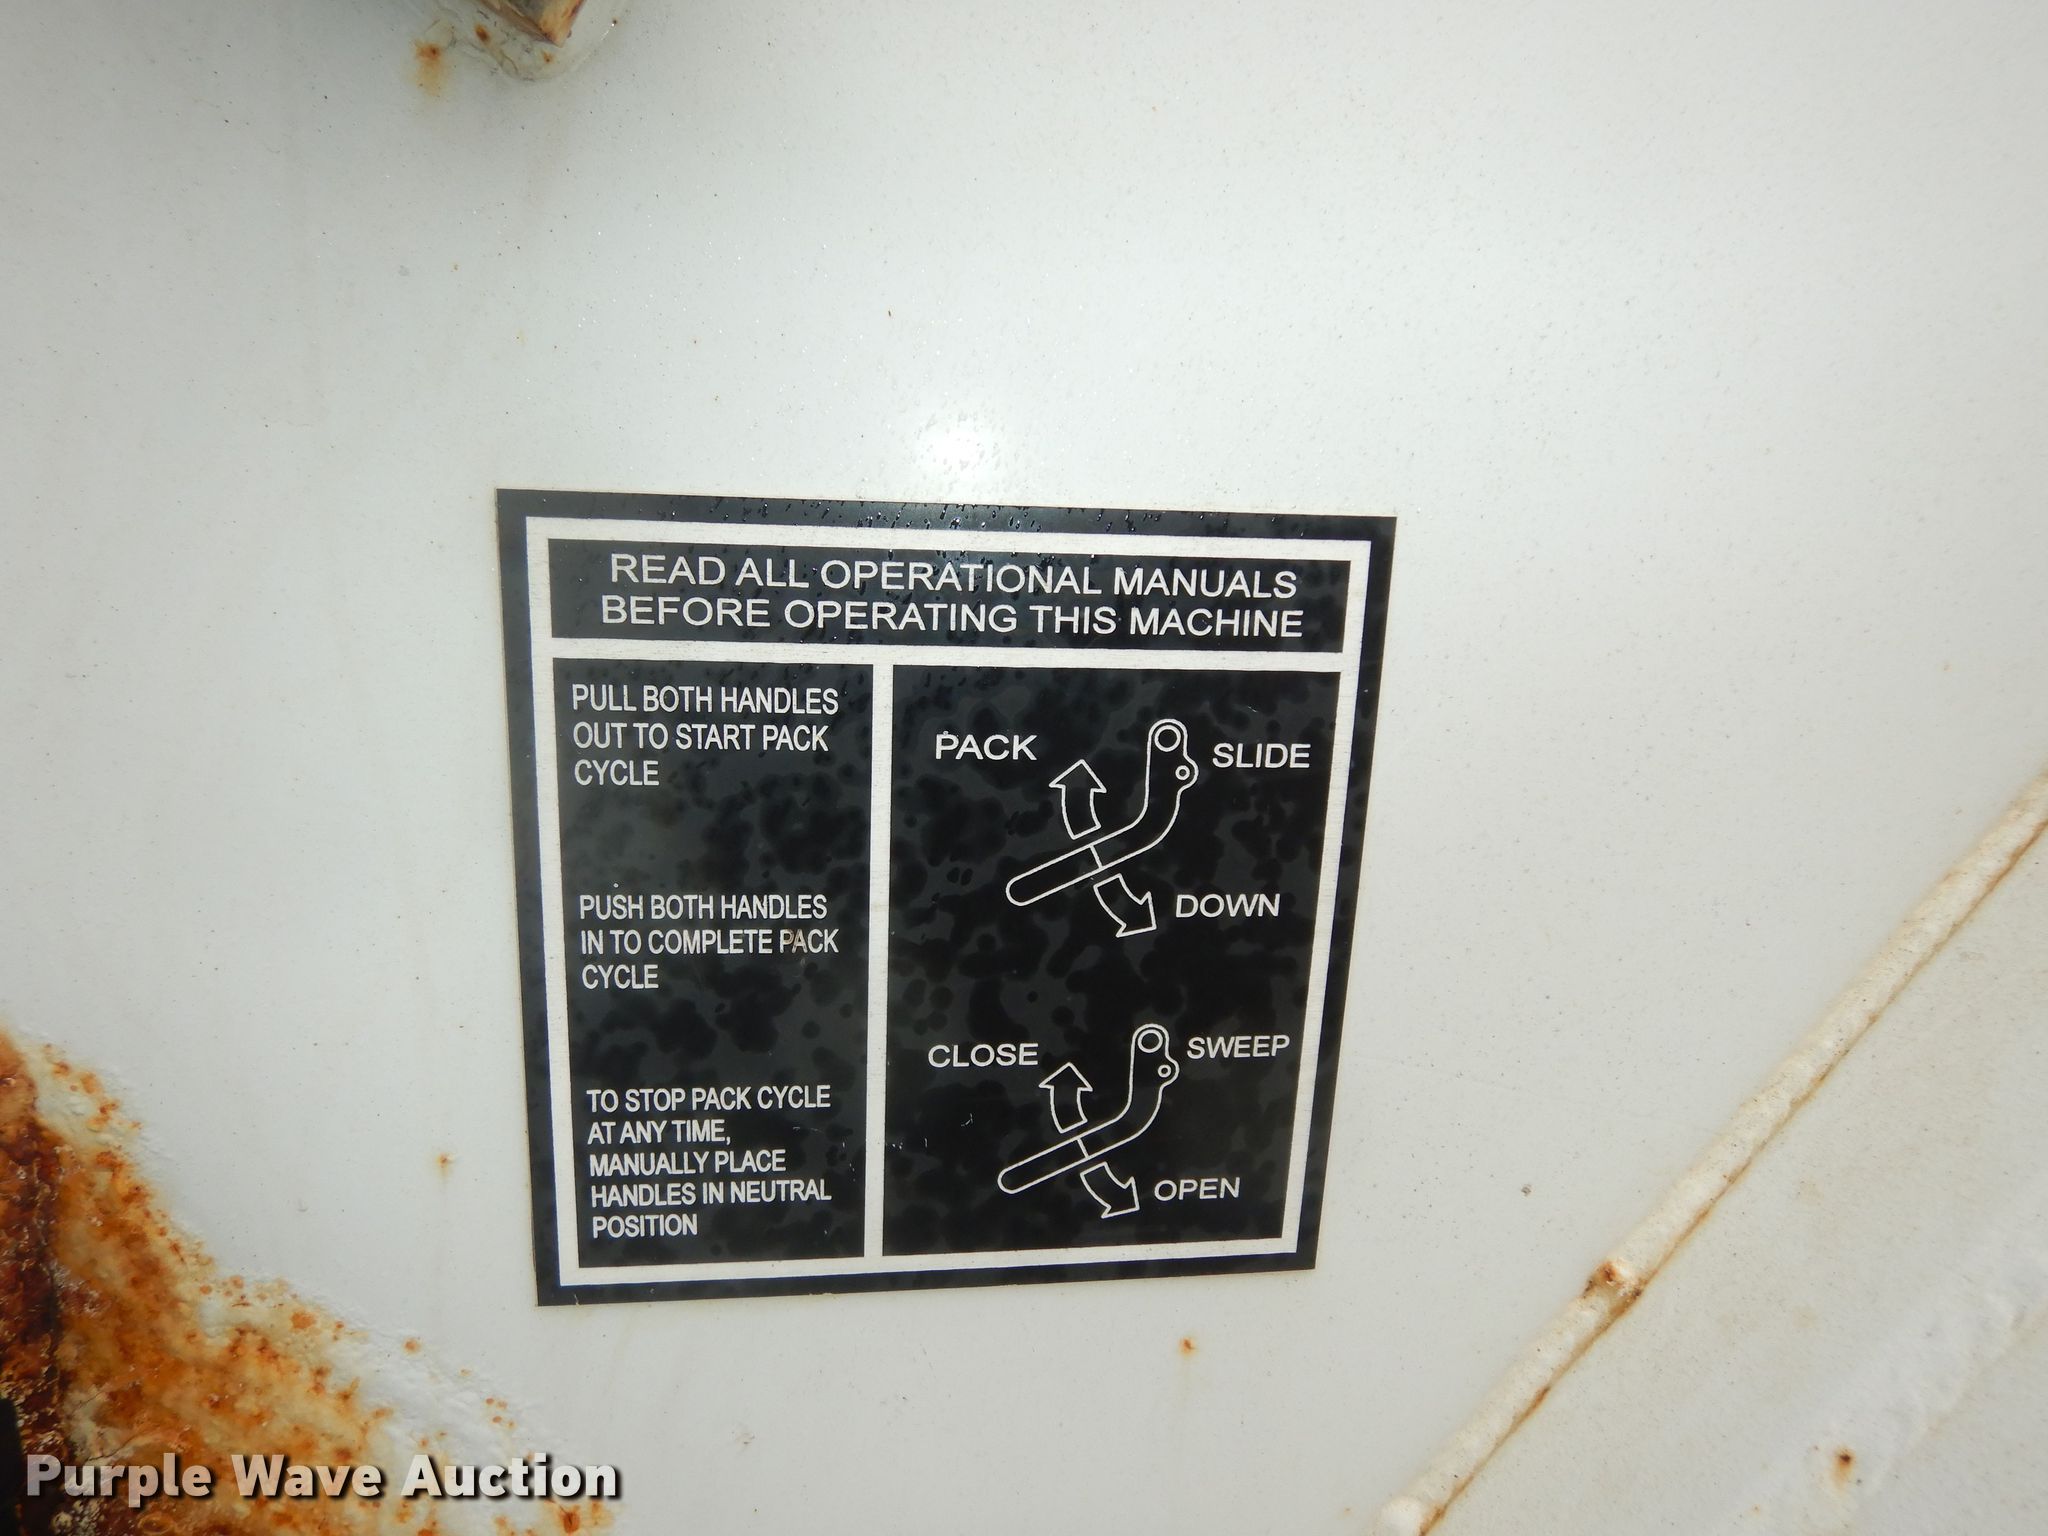 READ ALL OPERATIONAL MANUALS
BEFORE OPERATING THIS MACHINE
PULL BOTH HANDLES
OUT TO START PACK
CYCLE
PUSH BOTH HANDLES
IN TO COMPLETE PACK
CYCLE
TO STOP PACK CYCLE
AT ANY TIME,
MANUALLY PLACE
HANDLES IN NEUTRAL
POSITION
PACK
SLIDE
DOWN
CLOSE
SWEEP
OPEN
Purple Wave Auction